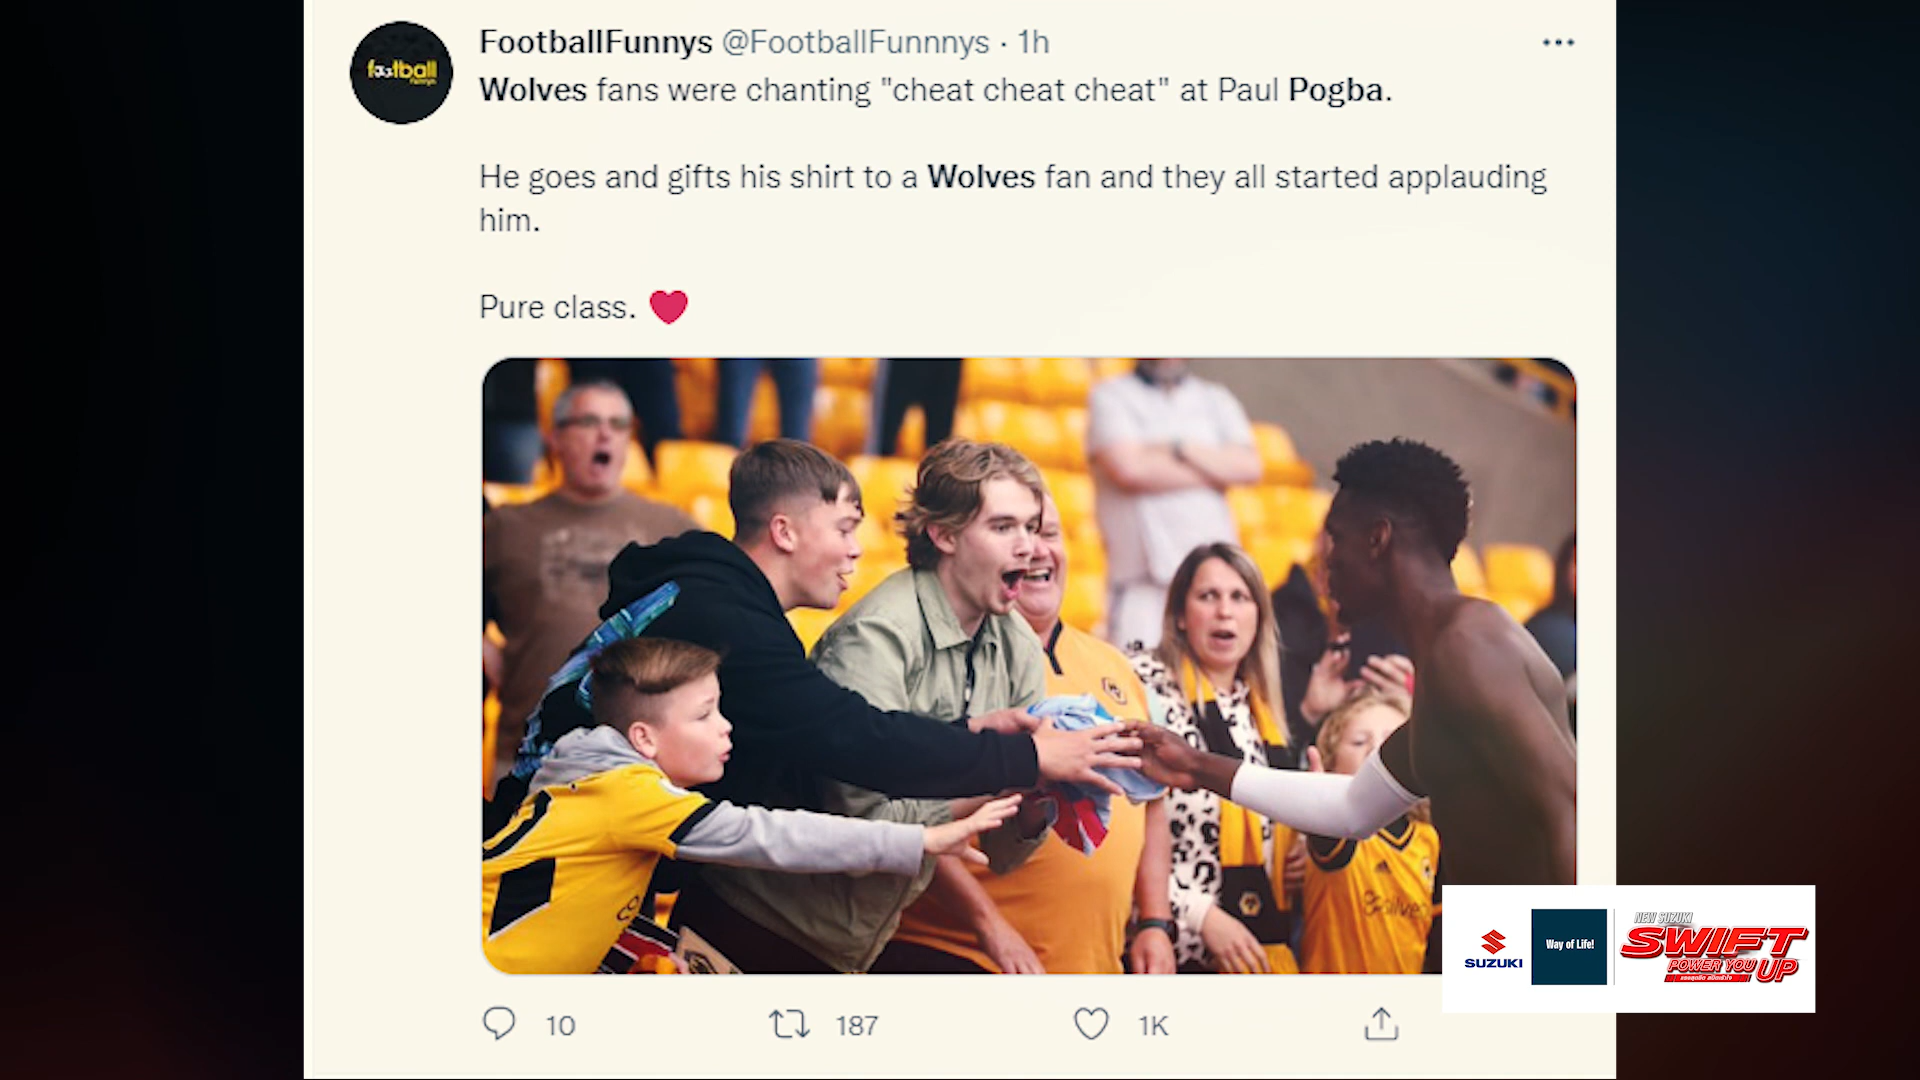 football
funnys
FootballFunnys @FootballFunnnys · 1h
Wolves fans were chanting "cheat cheat cheat" at Paul Pogba.
He goes and gifts his shirt to a Wolves fan and they all started applauding
him.
Pure class. ❤
10 187 1K
SUZUKI
Way of Life!
NEW SUZUKI
SWIFT
POWER YOU UP